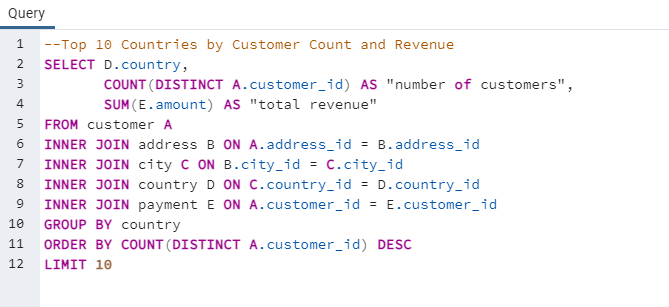 Query
1 --Top 10 Countries by Customer Count and Revenue
2 SELECT D.country,
3 COUNT(DISTINCT A.customer_id) AS "number of customers",
4 SUM(E.amount) AS "total revenue"
5 FROM customer A
6 INNER JOIN address B ON A.address_id = B.address_id
7 INNER JOIN city C ON B.city_id = C.city_id
8 INNER JOIN country D ON C.country_id = D.country_id
9 INNER JOIN payment E ON A.customer_id = E.customer_id
10 GROUP BY country
11 ORDER BY COUNT(DISTINCT A.customer_id) DESC
12 LIMIT 10